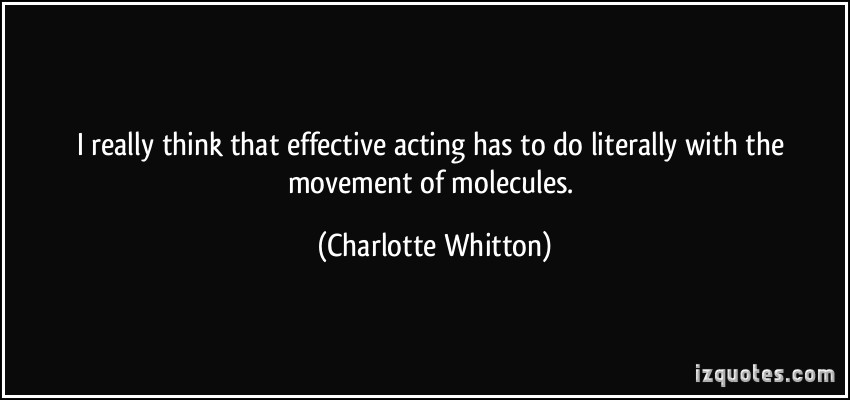 I really think that effective acting has to do literally with the
movement of molecules.
(Charlotte Whitton)
izquotes.com